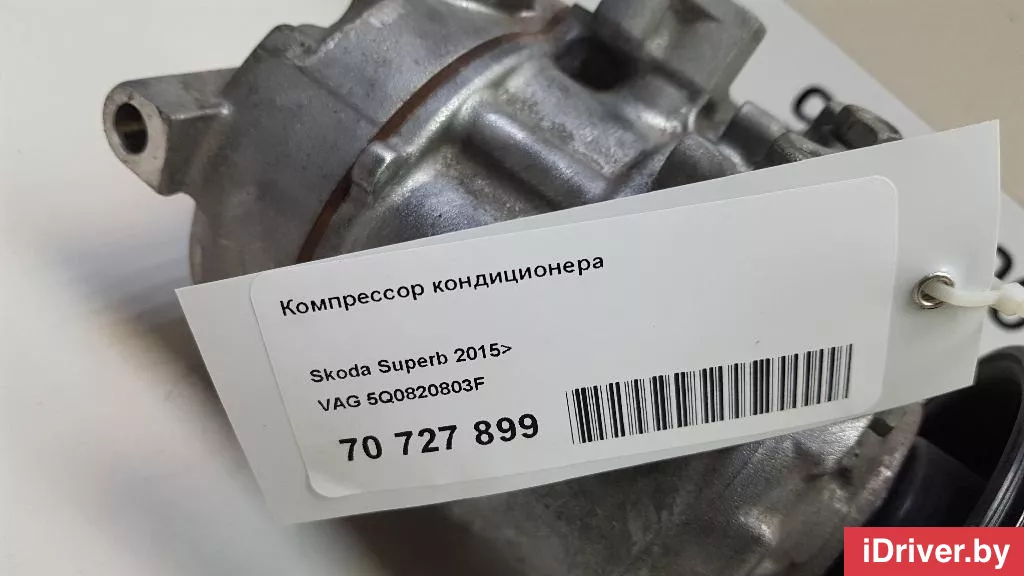 Компрессор кондиционера
Skoda Superb 2015>
VAG 5Q0820803F
70 727 899
iDriver.by